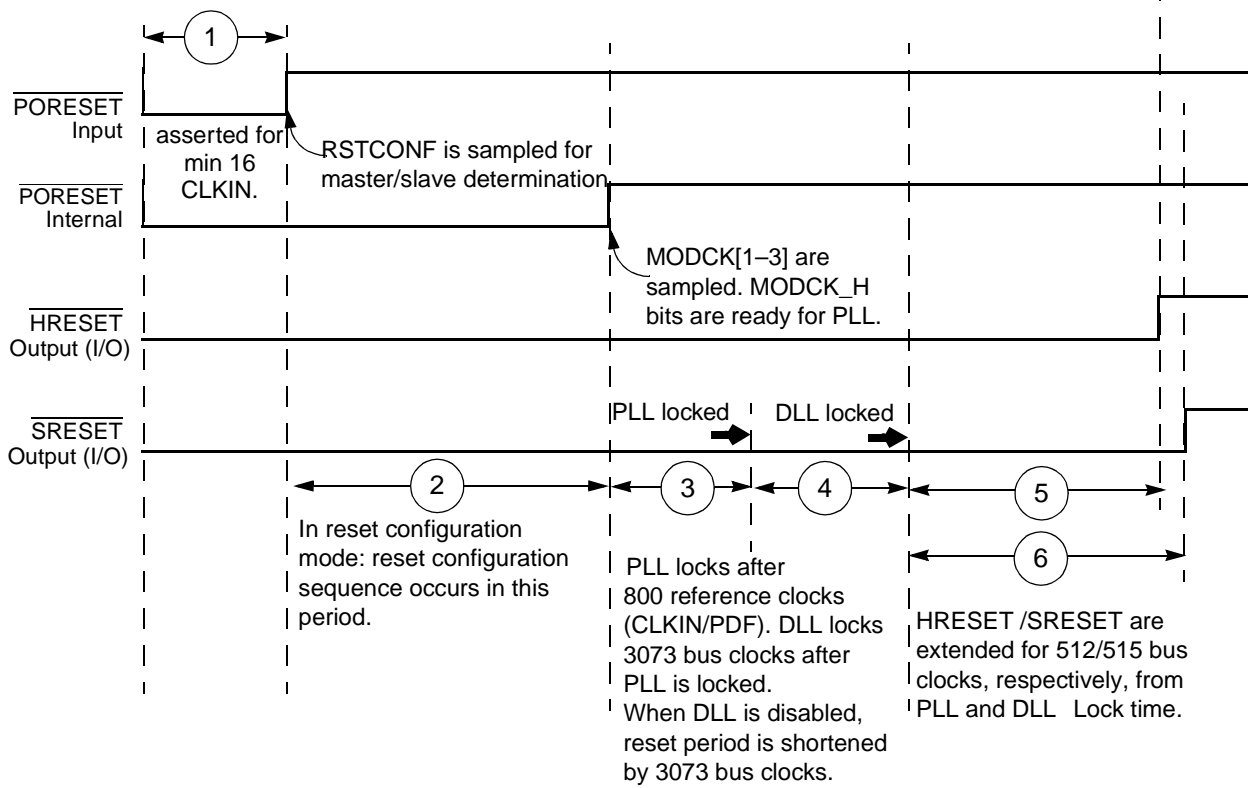 1
PORESET
Input
asserted for
min 16
CLKIN.
RSTCONF is sampled for
master/slave determination
PORESET
Internal
MODCK[1–3] are
sampled. MODCK_H
bits are ready for PLL.
HRESET
Output (I/O)
PLL locked
DLL locked
SRESET
Output (I/O)
2
3
4
5
6
In reset configuration
mode: reset configuration
sequence occurs in this
period.
PLL locks after
800 reference clocks
(CLKIN/PDF). DLL locks
3073 bus clocks after
PLL is locked.
When DLL is disabled,
reset period is shortened
by 3073 bus clocks.
HRESET /SRESET are
extended for 512/515 bus
clocks, respectively, from
PLL and DLL Lock time.